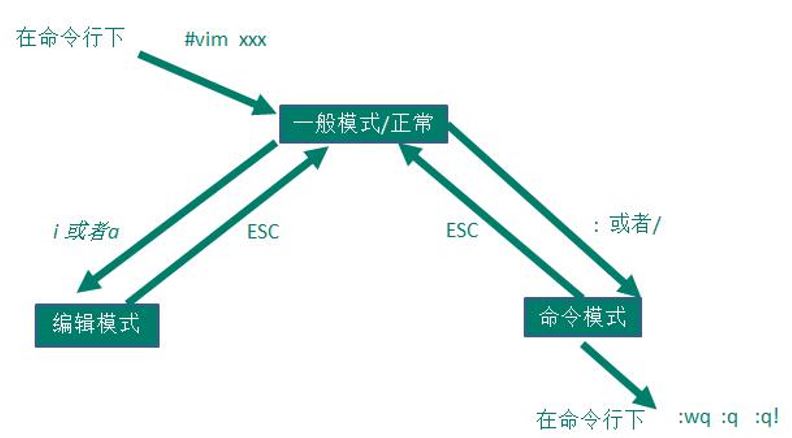 在命令行下 #vim xxx
一般模式/正常
i 或者a
ESC
ESC
: 或者/
编辑模式
命令模式
在命令行下 :wq :q :q!